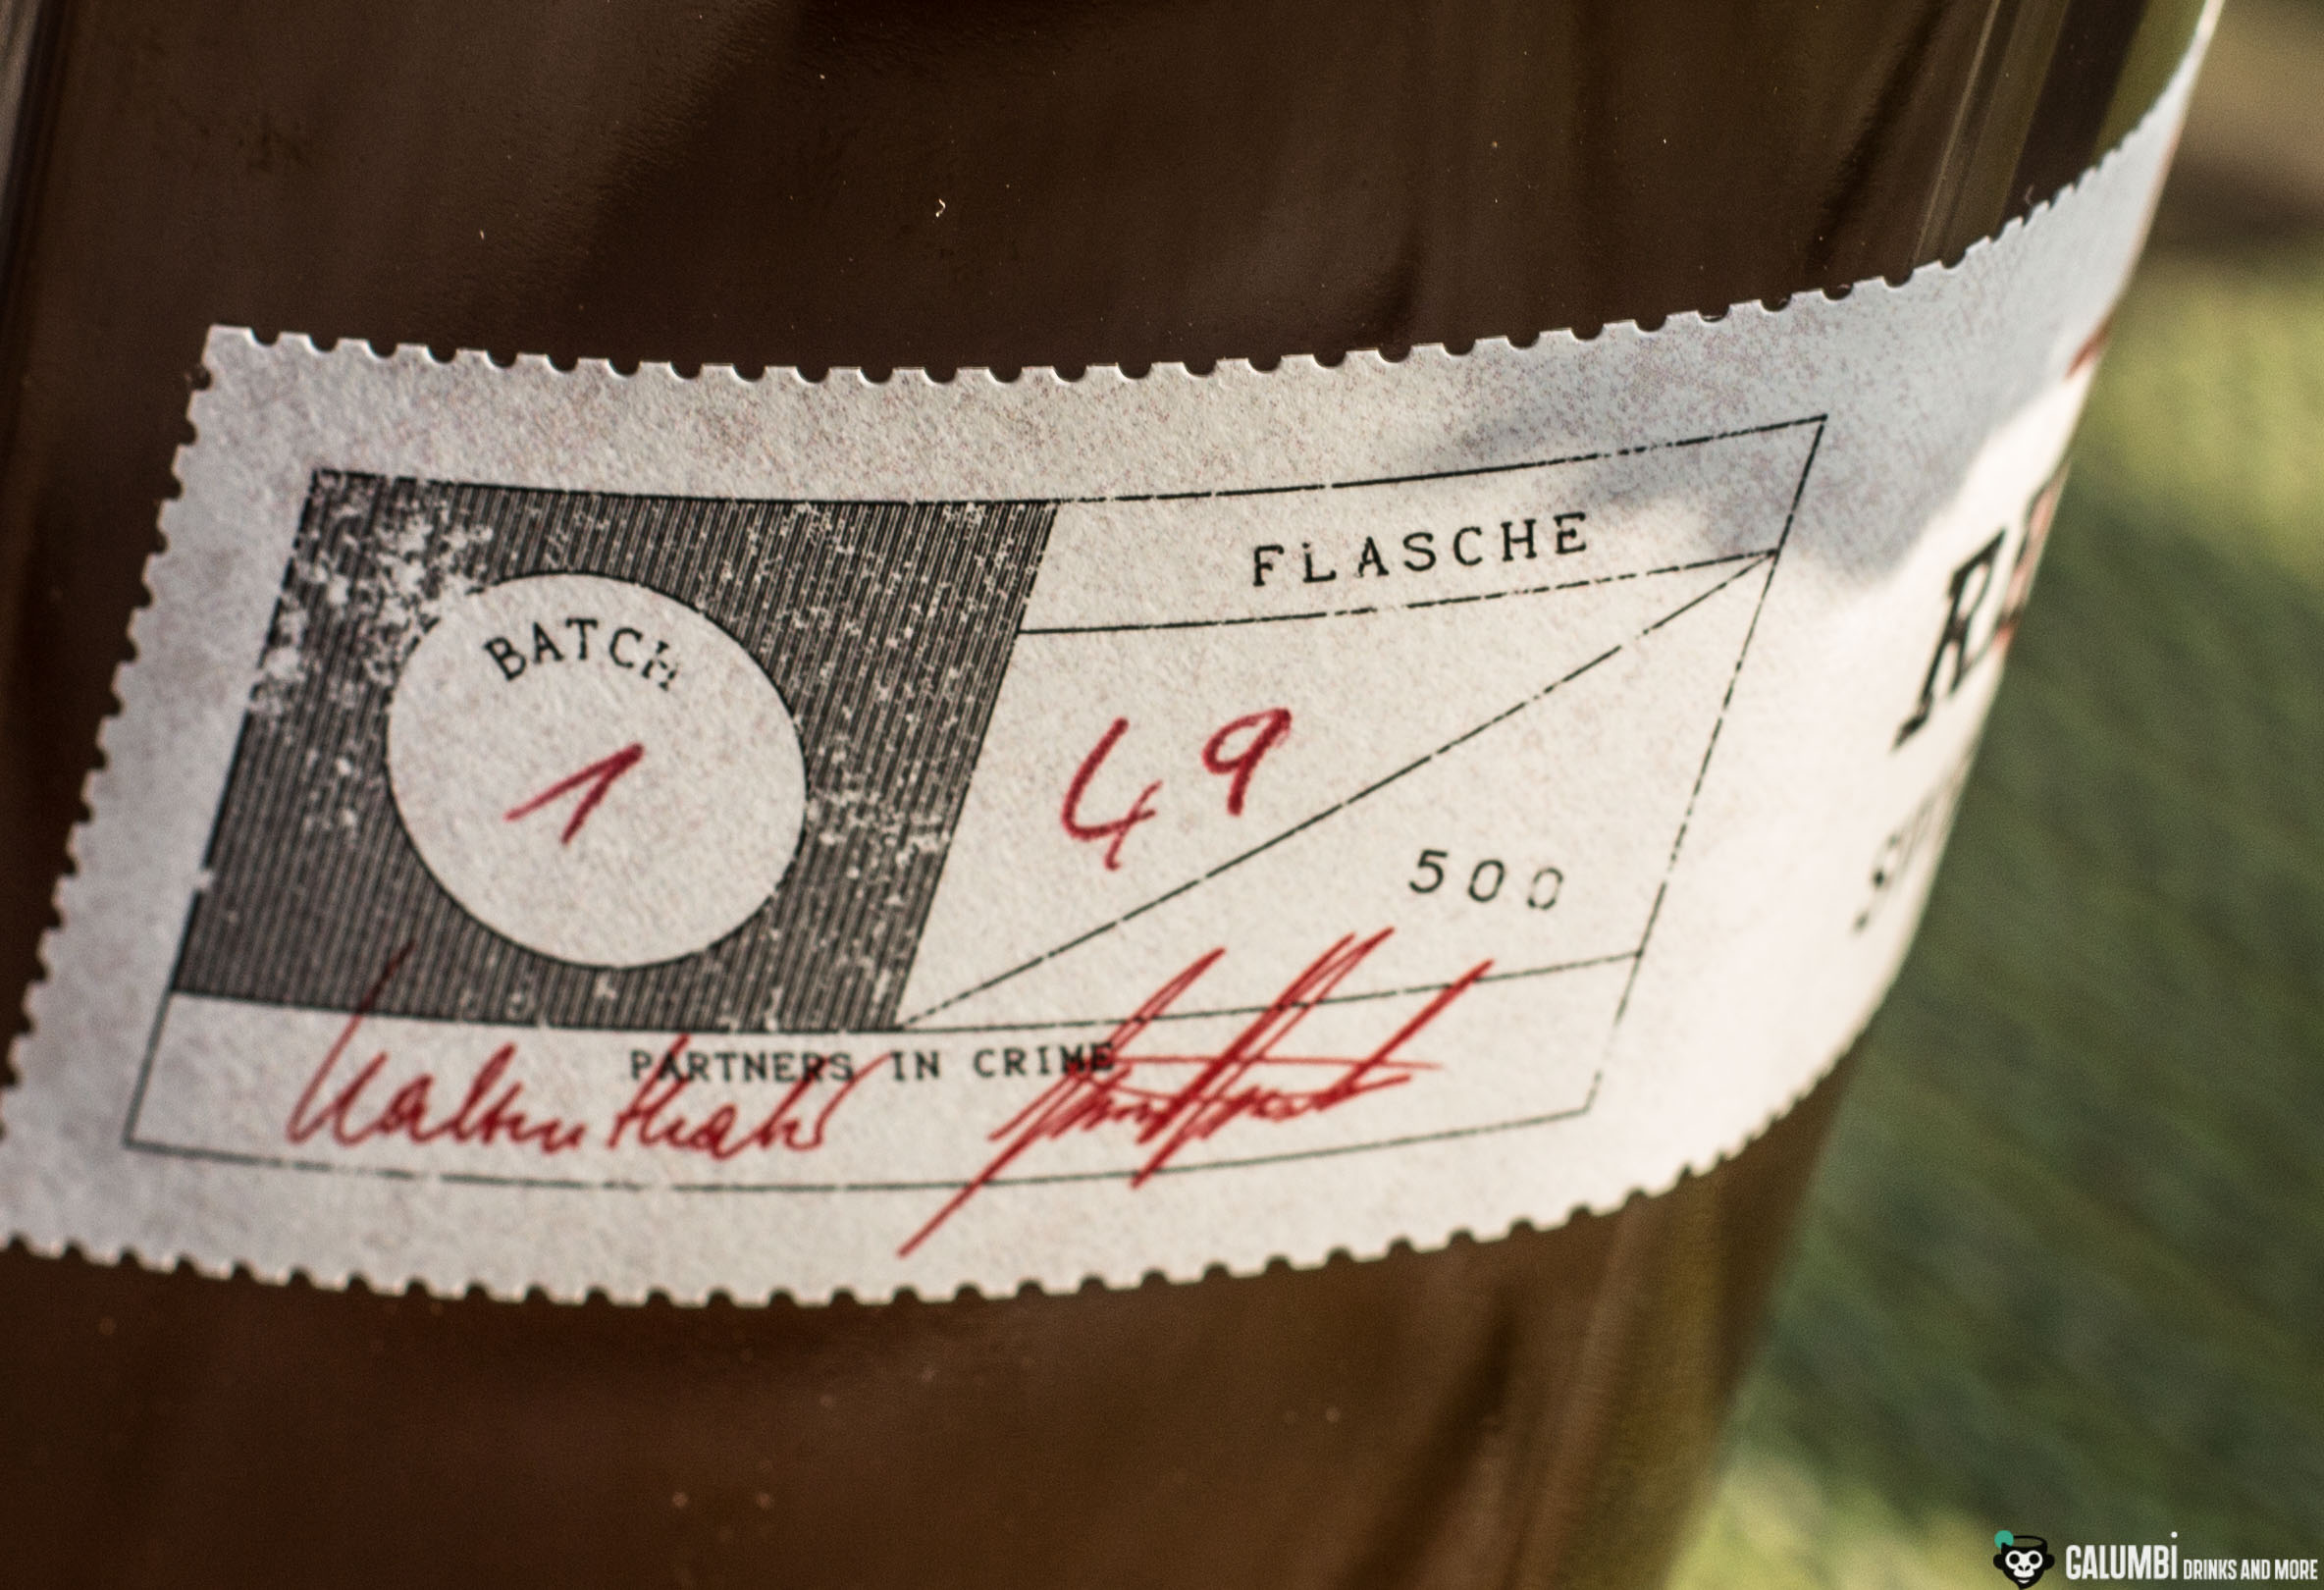 FLASCHE
BATCH
1
49
500
PARTNERS IN CRIME
GALUMBI DRINKS AND MORE